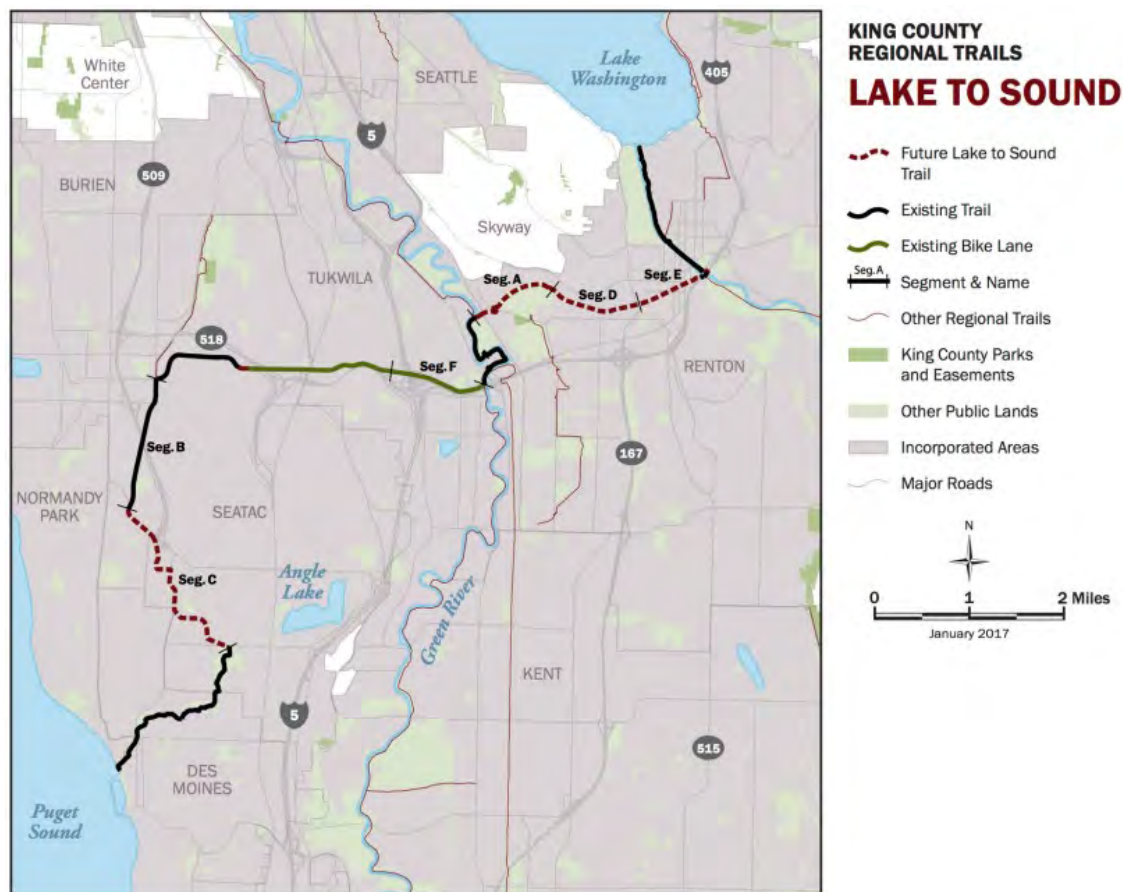 White
Center
SEATTLE
Lake
Washington
405
5
509
BURIEN
Skyway
TUKWILA
Seg. A
Seg. D
Seg. E
518
Seg. F
RENTON
Seg. B
167
NORMANDY
PARK
SEATAC
Seg. C
Angle
Lake
Green River
KENT
5
515
DES
MOINES
Puget
Sound
KING COUNTY
REGIONAL TRAILS
LAKE TO SOUND
Future Lake to Sound
Trail
Existing Trail
Existing Bike Lane
Seg. A
Segment & Name
Other Regional Trails
King County Parks
and Easements
Other Public Lands
Incorporated Areas
Major Roads
N
0 1 2 Miles
January 2017